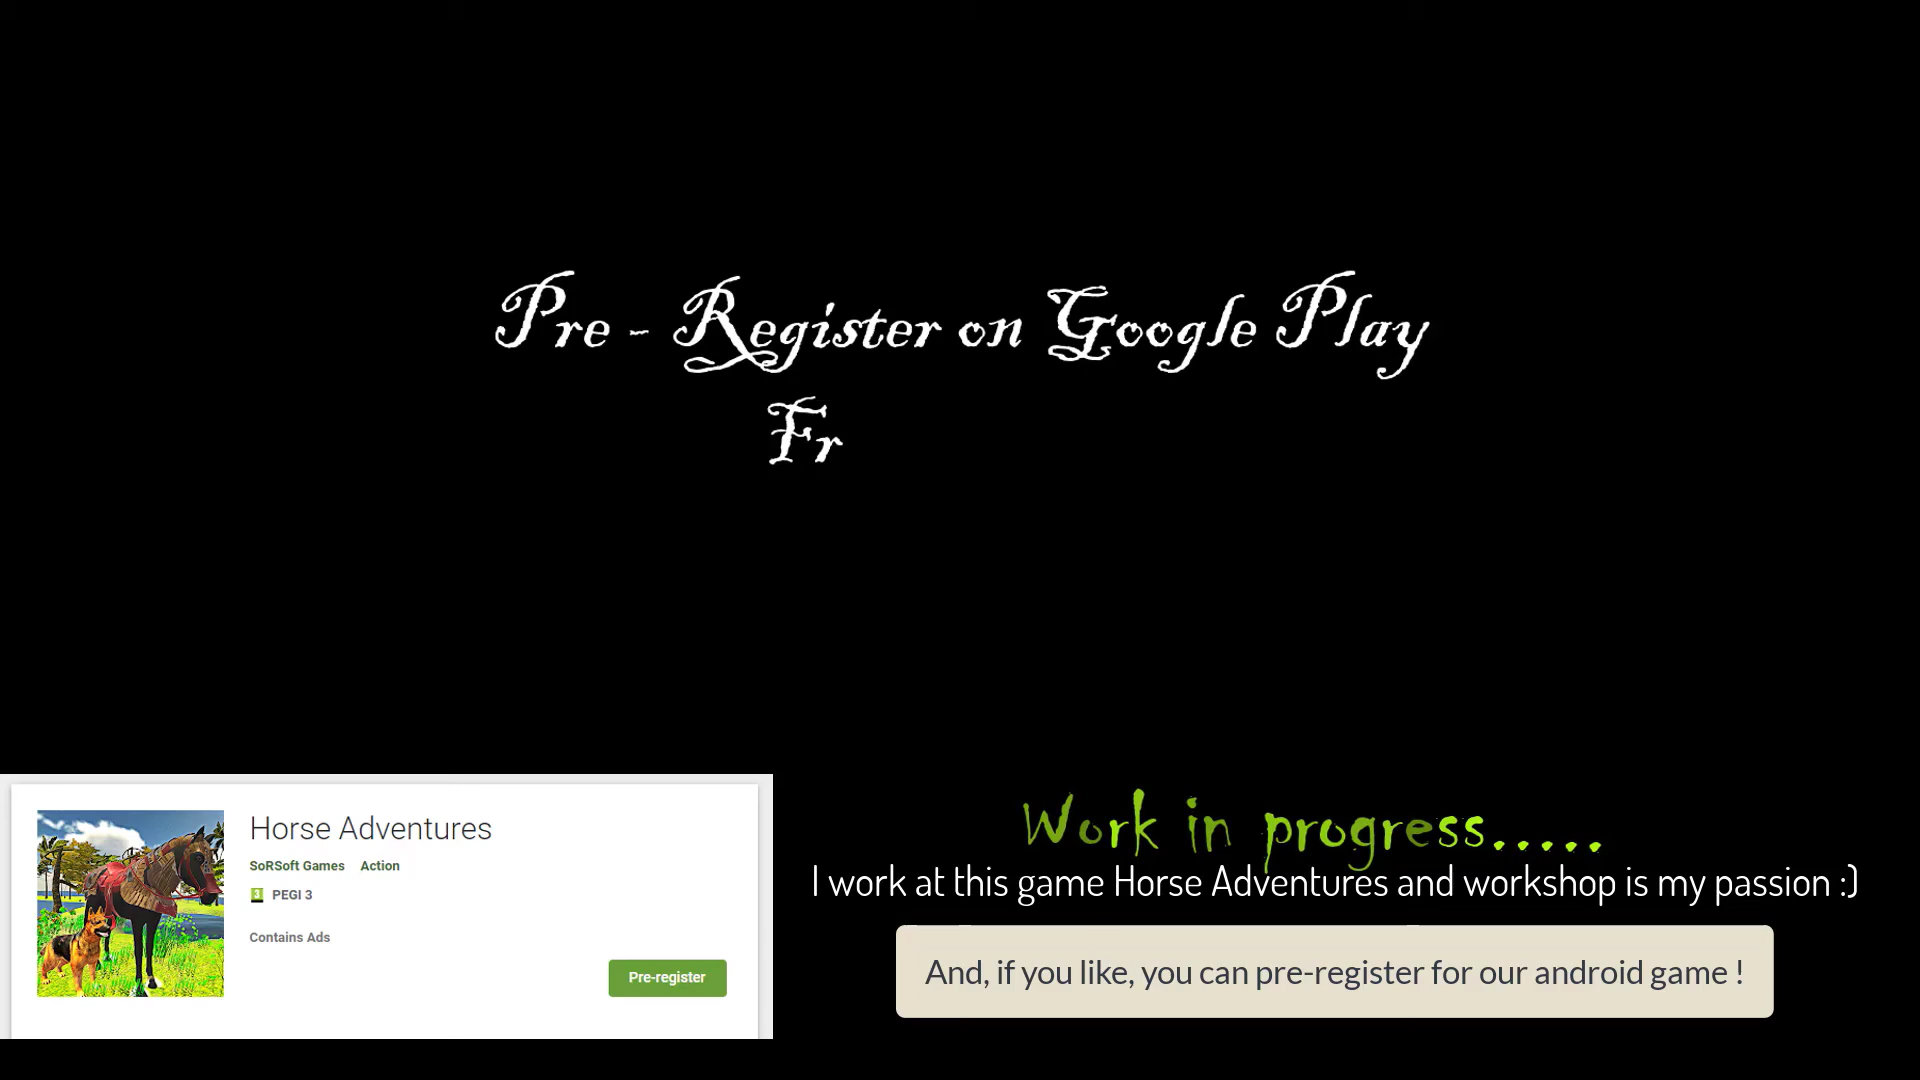 Pre - Register on Google Play
Fr
Horse Adventures
SoRSoft Games Action
3 PEGI 3
Contains Ads
Pre-register
Work in progress.....
I work at this game Horse Adventures and workshop is my passion :)
And, if you like, you can pre-register for our android game !